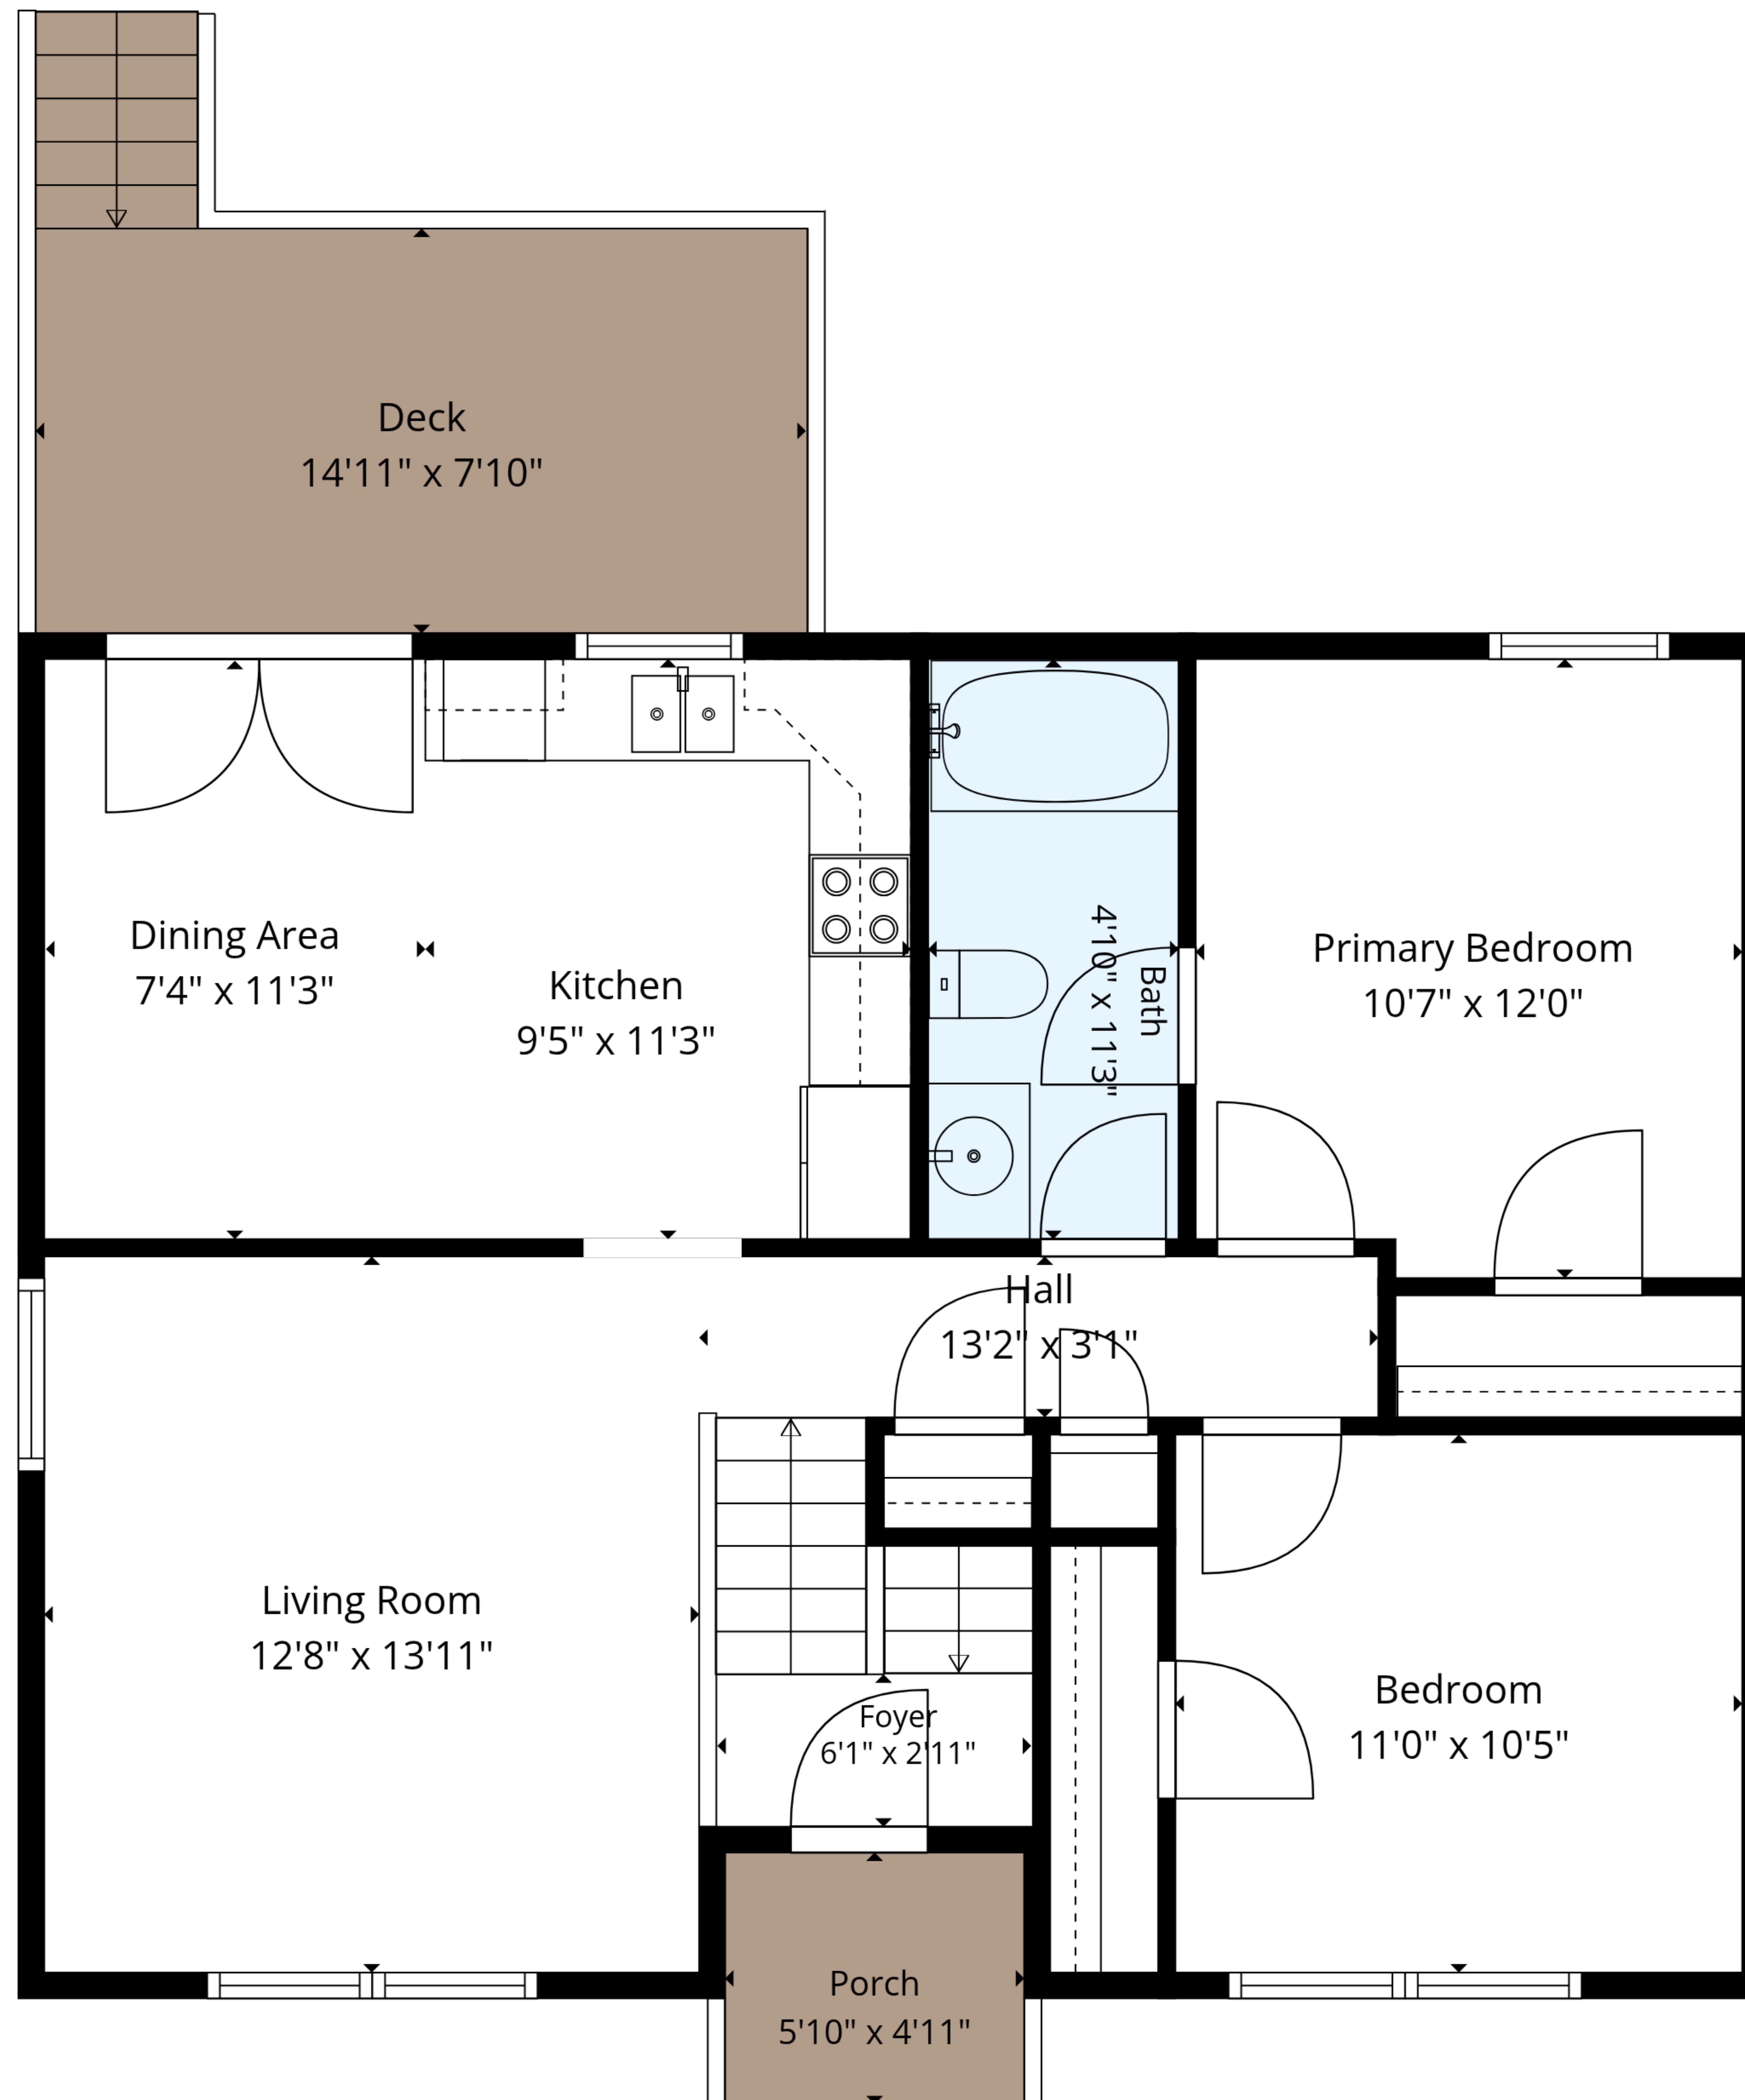 Deck
14'11" x 7'10"
Dining Area
7'4" x 11'3"
Kitchen
9'5" x 11'3"
Bath
4'10" x 11'3"
Primary Bedroom
10'7" x 12'0"
Hall
13'2" x 3'1"
Living Room
12'8" x 13'11"
Foyer
6'1" x 2'11"
Bedroom
11'0" x 10'5"
Porch
5'10" x 4'11"